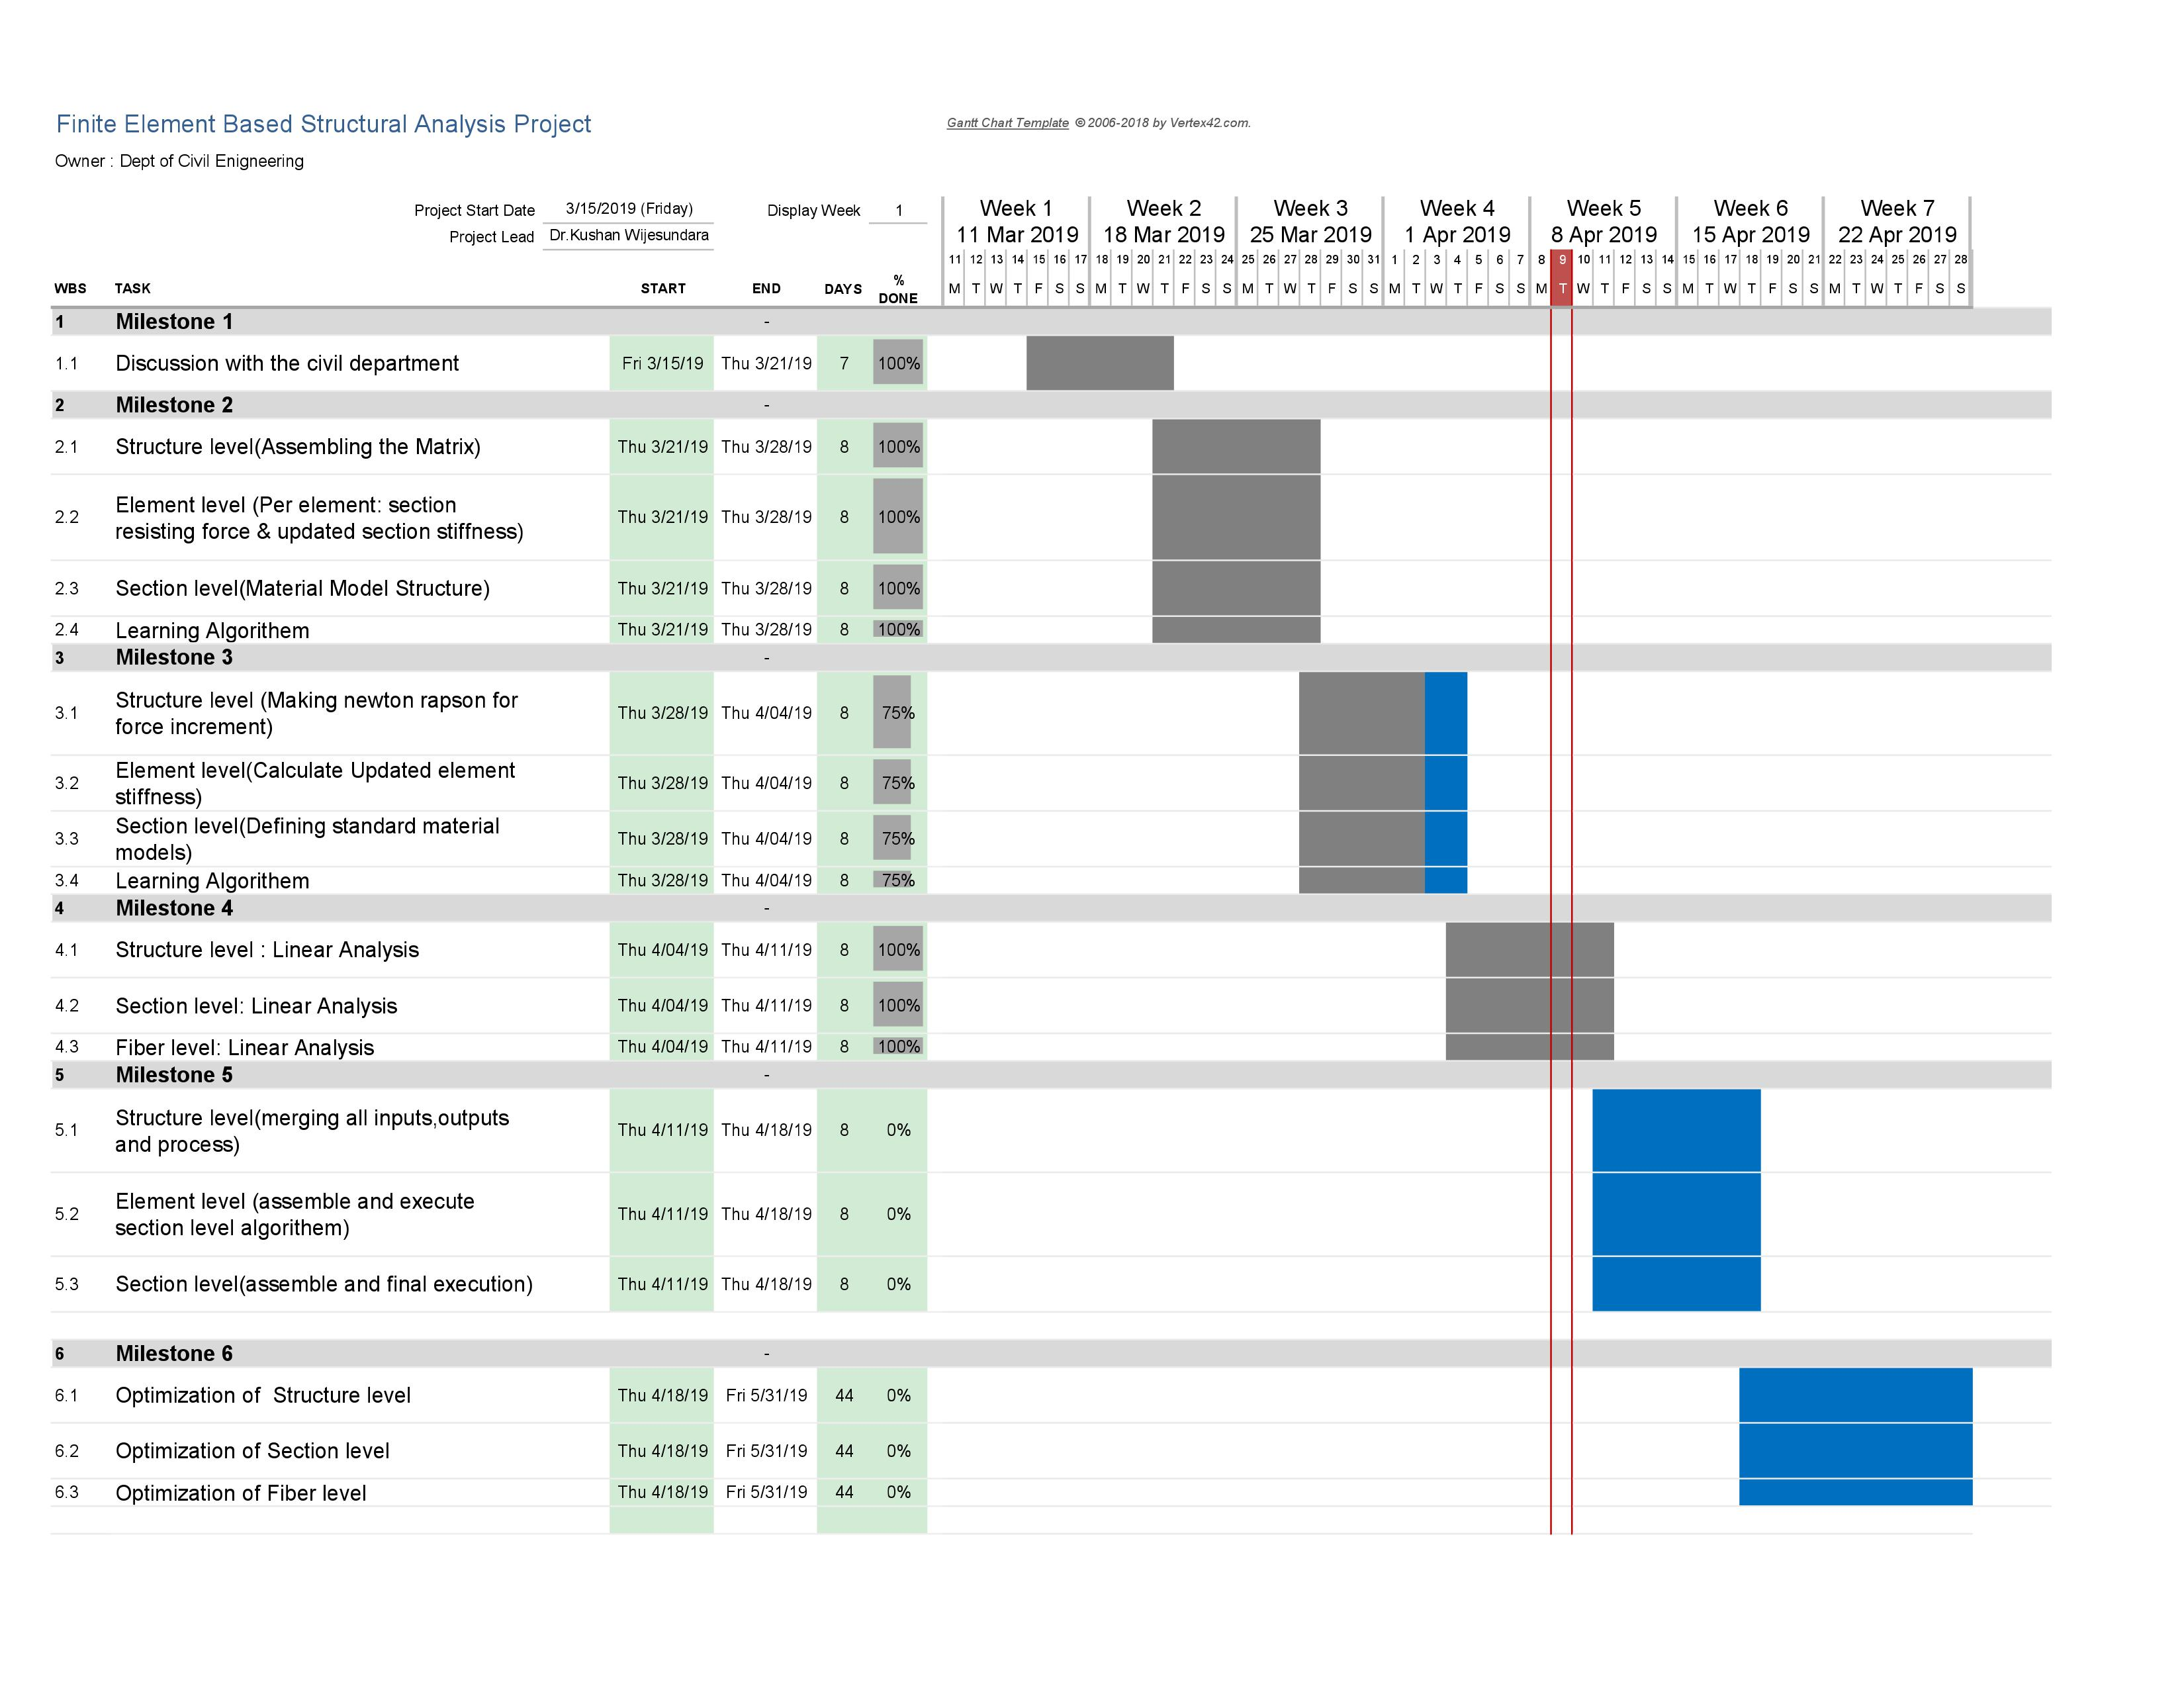 Finite Element Based Structural Analysis Project
Gantt Chart Template © 2006-2018 by Vertex42.com.
Owner : Dept of Civil Enigneering
Project Start Date 3/15/2019 (Friday) Display Week 1
Project Lead Dr.Kushan Wijesundara
Week 1 Week 2 Week 3 Week 4 Week 5 Week 6 Week 7
11 Mar 2019 18 Mar 2019 25 Mar 2019 1 Apr 2019 8 Apr 2019 15 Apr 2019 22 Apr 2019
11 12 13 14 15 16 17 18 19 20 21 22 23 24 25 26 27 28 29 30 31 1 2 3 4 5 6 7 8 9 10 11 12 13 14 15 16 17 18 19 20 21 22 23 24 25 26 27 28
WBS TASK START END DAYS % DONE M T W T F S S M T W T F S S M T W T F S S M T W T F S S M T W T F S S M T W T F S S M T W T F S S
1 Milestone 1 -
1.1 Discussion with the civil department Fri 3/15/19 Thu 3/21/19 7 100%
2 Milestone 2 -
2.1 Structure level(Assembling the Matrix) Thu 3/21/19 Thu 3/28/19 8 100%
2.2 Element level (Per element: section
resisting force & updated section stiffness) Thu 3/21/19 Thu 3/28/19 8 100%
2.3 Section level(Material Model Structure) Thu 3/21/19 Thu 3/28/19 8 100%
2.4 Learning Algorithem Thu 3/21/19 Thu 3/28/19 8 100%
3 Milestone 3 -
3.1 Structure level (Making newton rapson for
force increment) Thu 3/28/19 Thu 4/04/19 8 75%
3.2 Element level(Calculate Updated element
stiffness) Thu 3/28/19 Thu 4/04/19 8 75%
3.3 Section level(Defining standard material
models) Thu 3/28/19 Thu 4/04/19 8 75%
3.4 Learning Algorithem Thu 3/28/19 Thu 4/04/19 8 75%
4 Milestone 4 -
4.1 Structure level : Linear Analysis Thu 4/04/19 Thu 4/11/19 8 100%
4.2 Section level: Linear Analysis Thu 4/04/19 Thu 4/11/19 8 100%
4.3 Fiber level: Linear Analysis Thu 4/04/19 Thu 4/11/19 8 100%
5 Milestone 5 -
5.1 Structure level(merging all inputs,outputs
and process) Thu 4/11/19 Thu 4/18/19 8 0%
5.2 Element level (assemble and execute
section level algorithem) Thu 4/11/19 Thu 4/18/19 8 0%
5.3 Section level(assemble and final execution) Thu 4/11/19 Thu 4/18/19 8 0%
6 Milestone 6 -
6.1 Optimization of  Structure level Thu 4/18/19 Fri 5/31/19 44 0%
6.2 Optimization of Section level Thu 4/18/19 Fri 5/31/19 44 0%
6.3 Optimization of Fiber level Thu 4/18/19 Fri 5/31/19 44 0%